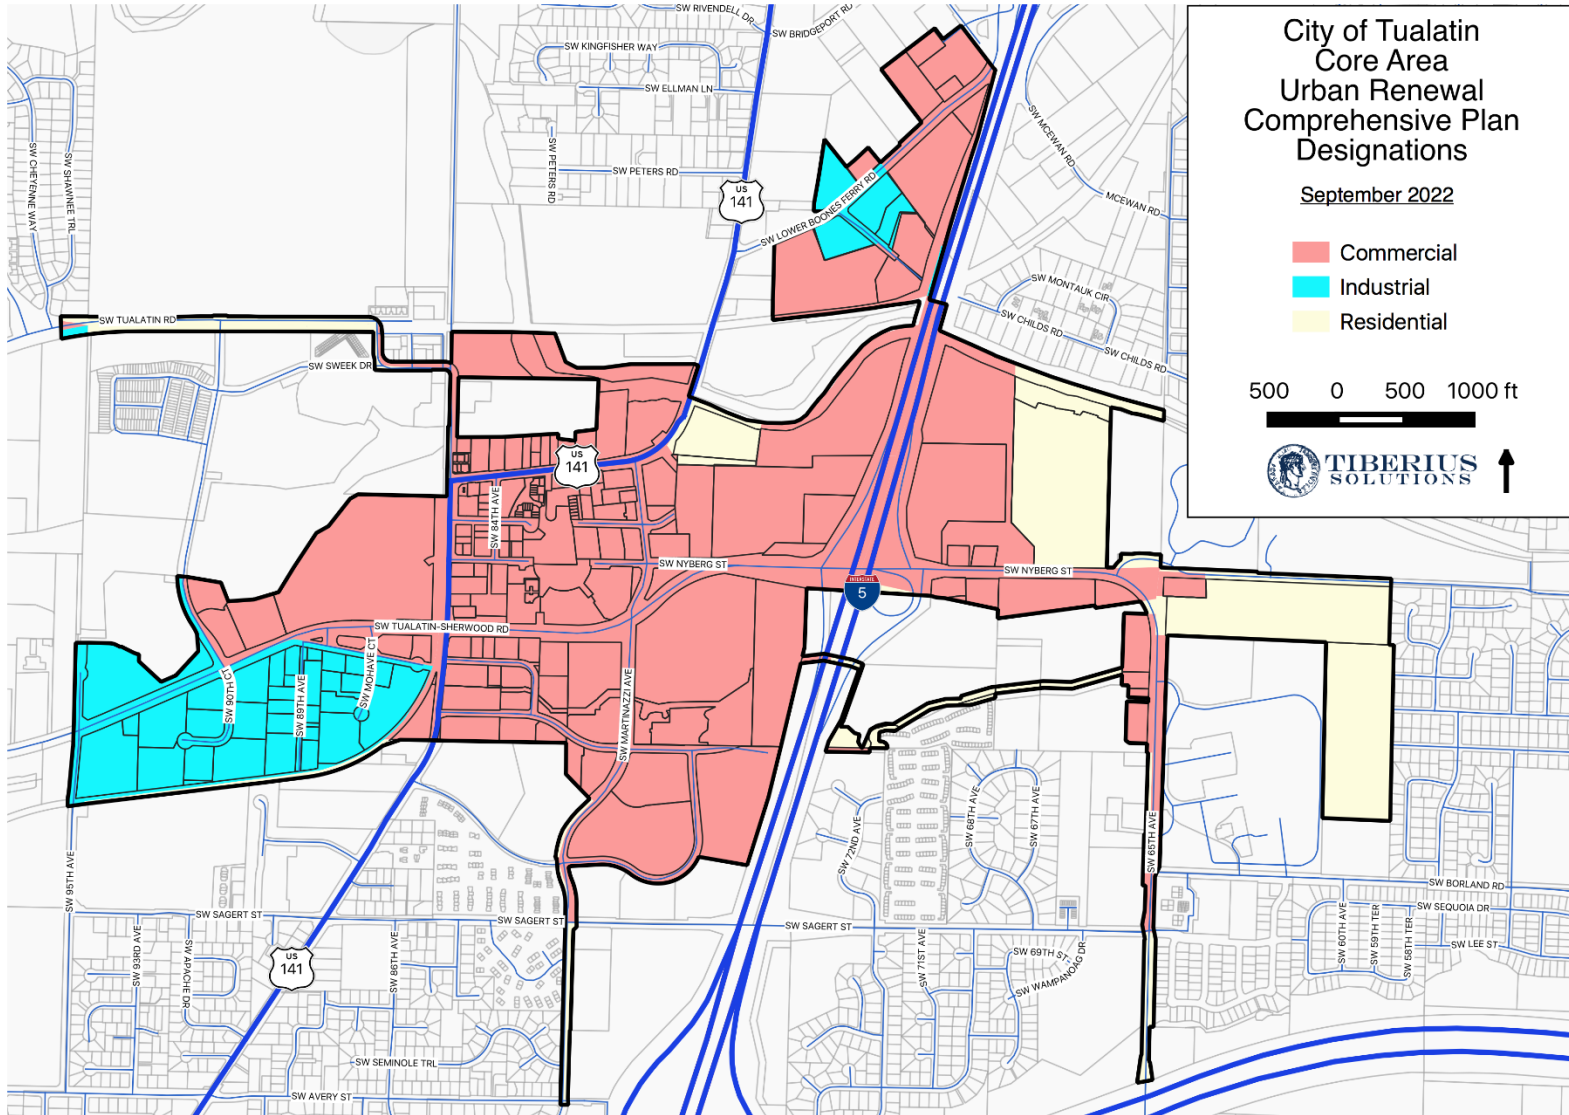 City of Tualatin
Core Area
Urban Renewal
Comprehensive Plan
Designations
September 2022
Commercial
Industrial
Residential
500 0 500 1000 ft
TIBERIUS
SOLUTIONS
SW RIVENDELL DR
SW BRIDGEPORT RD
SW KINGFISHER WAY
SW ELLMAN LN
SW PETERS RD
SW PETERS RD
SW CHEYENNE WAY
SW SHAWNEE TRL
US
141
SW LOWER BOONES FERRY RD
SW MCEWAN RD
MCEWAN RD
SW MONTAUK CIR
SW CHILDS RD
SW CHILDS RD
SW TUALATIN RD
SW SWEEK DR
US
141
SW 84TH AVE
SW NYBERG ST
SW NYBERG ST
INTERSTATE
5
SW TUALATIN-SHERWOOD RD
SW 90TH CT
SW 89TH AVE
SW MOHAVE CT
SW MARTINAZZI AVE
SW 95TH AVE
SW 72ND AVE
SW 68TH AVE
SW 67TH AVE
SW 65TH AVE
SW BORLAND RD
SW SEQUOIA DR
SW 60TH AVE
SW 59TH TER
SW 58TH TER
SW LEE ST
SW SAGERT ST
SW SAGERT ST
SW SAGERT ST
SW 93RD AVE
SW APACHE DR
US
141
SW 86TH AVE
SW 71ST AVE
SW 69TH ST
SW WAMPANOAG DR
SW SEMINOLE TRL
SW AVERY ST